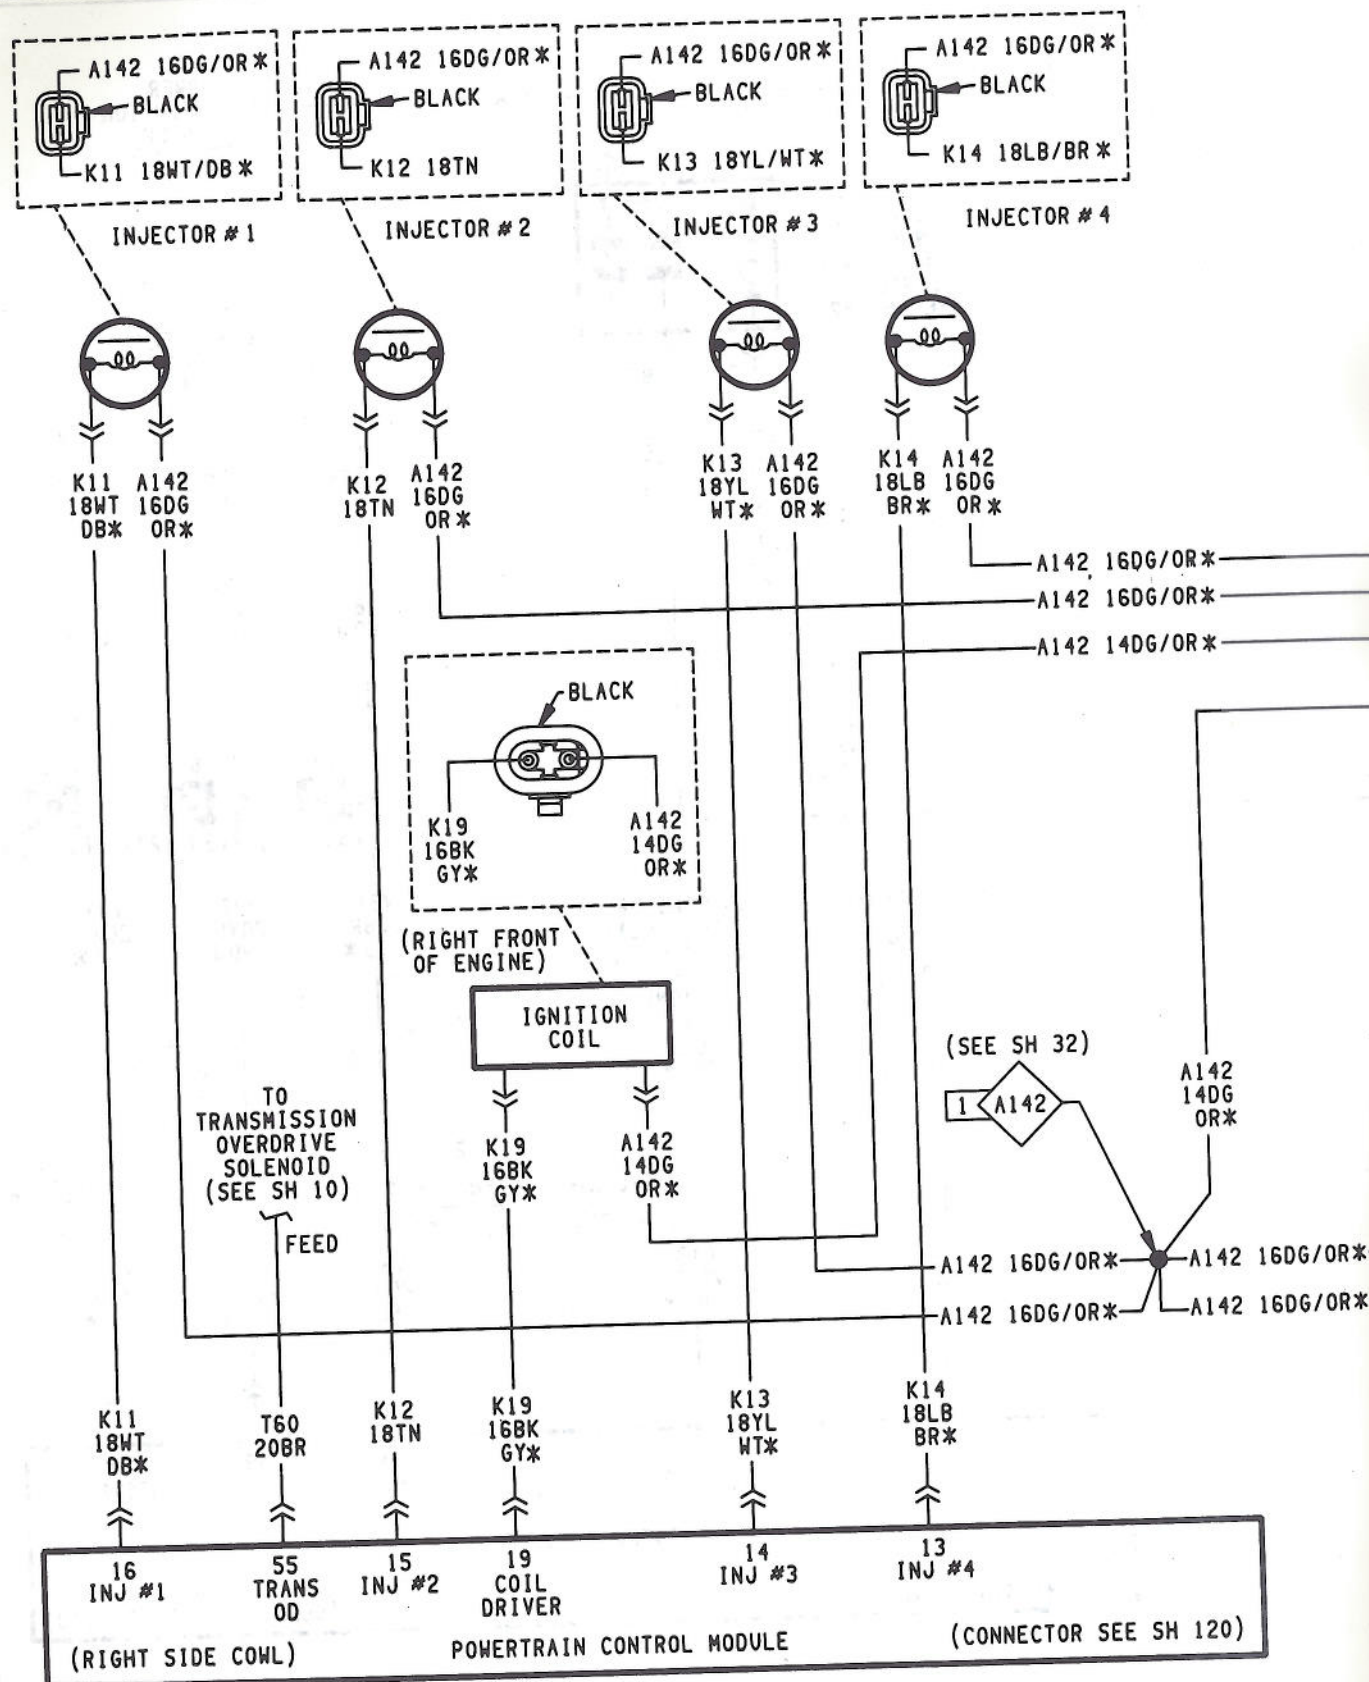 A142 16DG/OR*
BLACK
K11 18WT/DB*
INJECTOR #1
A142 16DG/OR*
BLACK
K12 18TN
INJECTOR #2
A142 16DG/OR*
BLACK
K13 18YL/WT*
INJECTOR #3
A142 16DG/OR*
BLACK
K14 18LB/BR*
INJECTOR #4
K11
18WT
DB*
A142
16DG
OR*
K12
18TN
A142
16DG
OR*
K13
18YL
WT*
A142
16DG
OR*
K14
18LB
BR*
A142
16DG
OR*
A142 16DG/OR*
A142 16DG/OR*
A142 14DG/OR*
BLACK
K19
16BK
GY*
A142
14DG
OR*
(RIGHT FRONT
OF ENGINE)
IGNITION
COIL
(SEE SH 32)
1 A142
A142
14DG
OR*
TO
TRANSMISSION
OVERDRIVE
SOLENOID
(SEE SH 10)
FEED
K19
16BK
GY*
A142
14DG
OR*
A142 16DG/OR*
A142 16DG/OR*
A142 16DG/OR*
A142 16DG/OR*
K11
18WT
DB*
T60
20BR
K12
18TN
K19
16BK
GY*
K13
18YL
WT*
K14
18LB
BR*
16
INJ #1
55
TRANS
OD
15
INJ #2
19
COIL
DRIVER
14
INJ #3
13
INJ #4
(RIGHT SIDE COWL)
POWERTRAIN CONTROL MODULE
(CONNECTOR SEE SH 120)